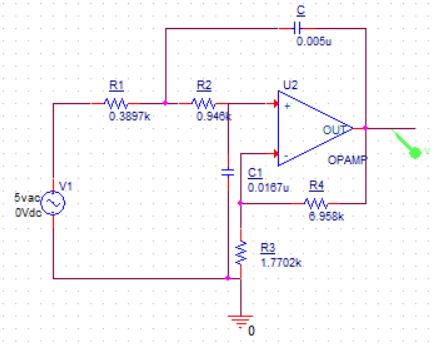 C
0.005u
R1
0.3897k
R2
0.946k
U2
+
OUT
-
OPAMP
V
C1
0.0167u
R4
6.958k
5vac
0Vdc
V1
R3
1.7702k
0